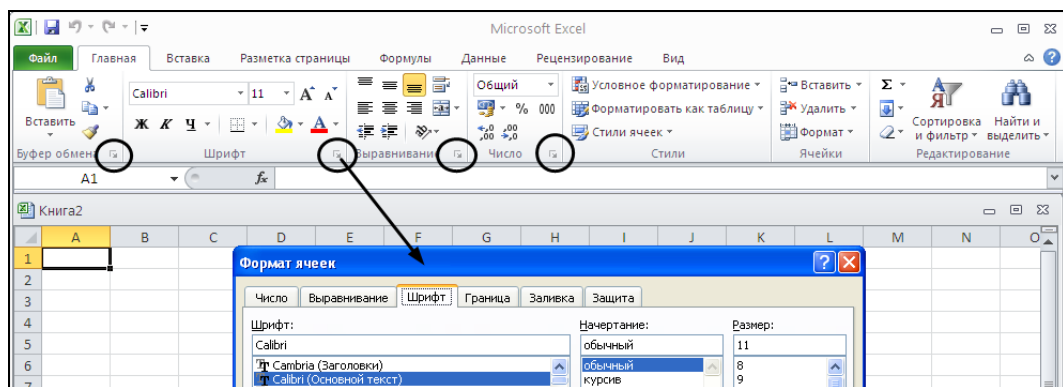 Microsoft Excel
Файл Главная Вставка Разметка страницы Формулы Данные Рецензирование Вид
Вставить
Буфер обмена
Calibri 11
Ж К Ч
Шрифт
Выравнивание
Общий
% 000
Число
Условное форматирование
Форматировать как таблицу
Стили ячеек
Стили
Вставить
Удалить
Формат
Ячейки
Σ
Сортировка и фильтр
Найти и выделить
Редактирование
A1 fx
Книга2
A B C D E F G H I J K L M N O
1
2
3
4
5
6
7
Формат ячеек
Число Выравнивание Шрифт Граница Заливка Защита
Шрифт: Начертание: Размер:
Calibri обычный 11
Cambria (Заголовки) обычный 8
Calibri (Основной текст) курсив 9